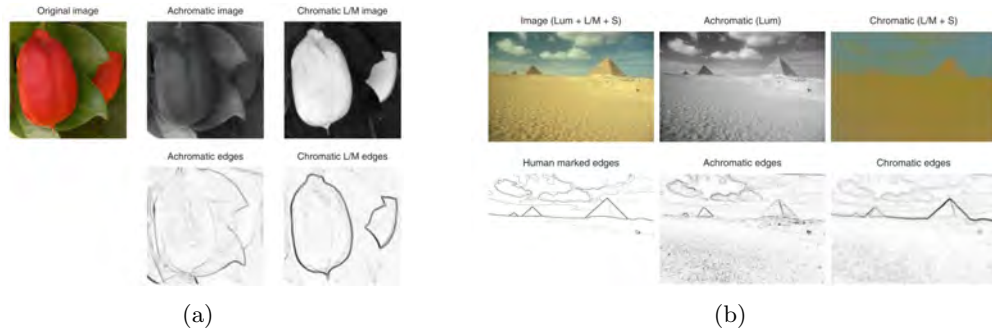 Original image
Achromatic image
Chromatic L/M image
Achromatic edges
Chromatic L/M edges
(a)
Image (Lum + L/M + S)
Achromatic (Lum)
Chromatic (L/M + S)
Human marked edges
Achromatic edges
Chromatic edges
(b)